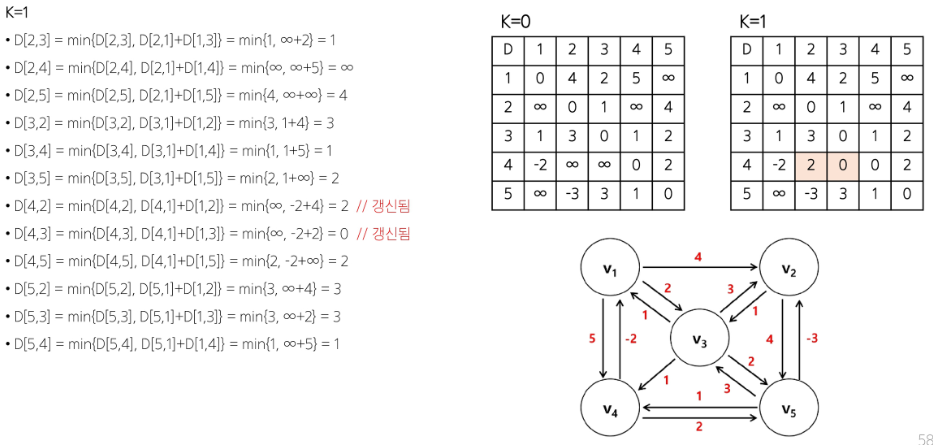 K=1
• D[2,3] = min{D[2,3], D[2,1]+D[1,3]} = min{1, ∞+2} = 1
• D[2,4] = min{D[2,4], D[2,1]+D[1,4]} = min{∞, ∞+5} = ∞
• D[2,5] = min{D[2,5], D[2,1]+D[1,5]} = min{4, ∞+∞} = 4
• D[3,2] = min{D[3,2], D[3,1]+D[1,2]} = min{3, 1+4} = 3
• D[3,4] = min{D[3,4], D[3,1]+D[1,4]} = min{1, 1+5} = 1
• D[3,5] = min{D[3,5], D[3,1]+D[1,5]} = min{2, 1+∞} = 2
• D[4,2] = min{D[4,2], D[4,1]+D[1,2]} = min{∞, -2+4} = 2 // 갱신됨
• D[4,3] = min{D[4,3], D[4,1]+D[1,3]} = min{∞, -2+2} = 0 // 갱신됨
• D[4,5] = min{D[4,5], D[4,1]+D[1,5]} = min{2, -2+∞} = 2
• D[5,2] = min{D[5,2], D[5,1]+D[1,2]} = min{3, ∞+4} = 3
• D[5,3] = min{D[5,3], D[5,1]+D[1,3]} = min{3, ∞+2} = 3
• D[5,4] = min{D[5,4], D[5,1]+D[1,4]} = min{1, ∞+5} = 1
K=0
D 1 2 3 4 5
1 0 4 2 5 ∞
2 ∞ 0 1 ∞ 4
3 1 3 0 1 2
4 -2 ∞ ∞ 0 2
5 ∞ -3 3 1 0
K=1
D 1 2 3 4 5
1 0 4 2 5 ∞
2 ∞ 0 1 ∞ 4
3 1 3 0 1 2
4 -2 2 0 0 2
5 ∞ -3 3 1 0
4
v1
v2
2
3
1
1
5
-2
v3
4
-3
2
1
3
v4
1
v5
2
58